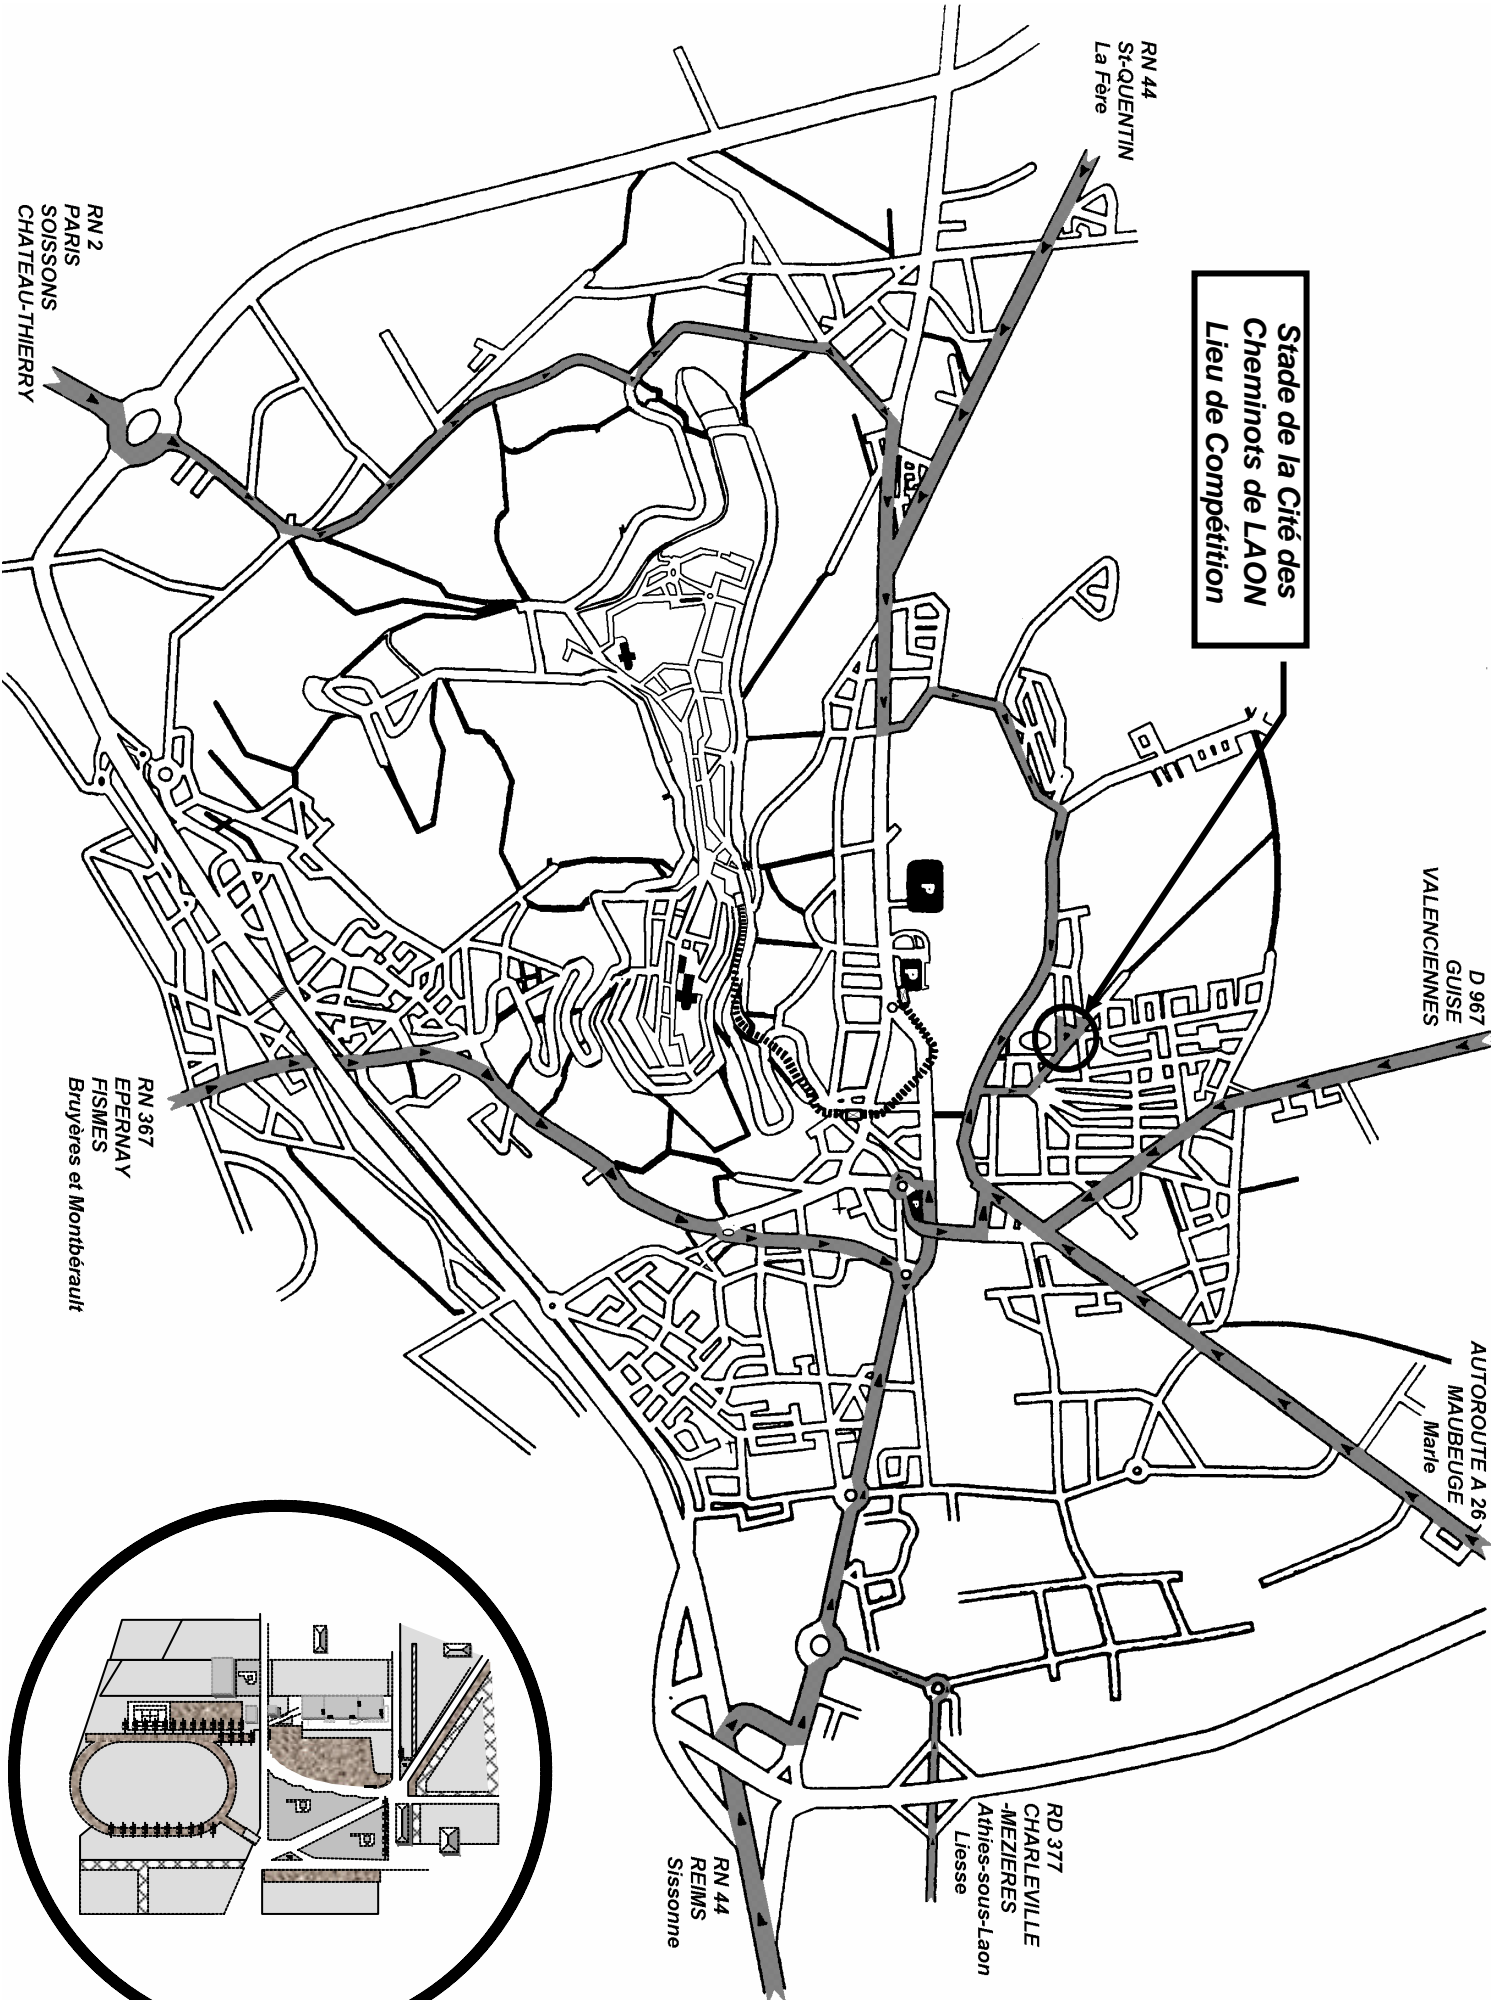 RN 44
St-QUENTIN
La Fère
Stade de la Cité des
Cheminots de LAON
Lieu de Compétition
D 967
GUISE
VALENCIENNES
AUTOROUTE A 26
MAUBEUGE
Marle
RN 2
PARIS
SOISSONS
CHATEAU-THIERRY
P
P
P
RN 367
EPERNAY
FISMES
Bruyères et Montbérault
RD 377
CHARLEVILLE
-MEZIERES
Athies-sous-Laon
Liesse
RN 44
REIMS
Sissonne
P
P
P